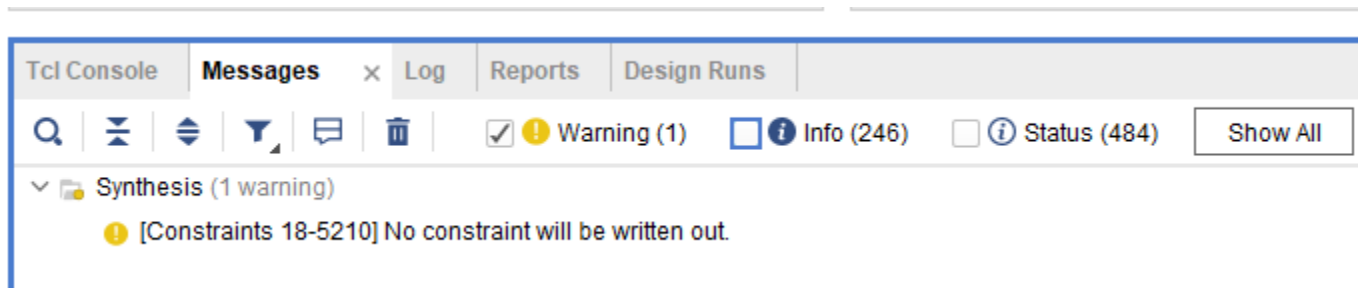 Tcl Console Messages × Log Reports Design Runs
Warning (1) Info (246) Status (484) Show All
Synthesis (1 warning)
[Constraints 18-5210] No constraint will be written out.